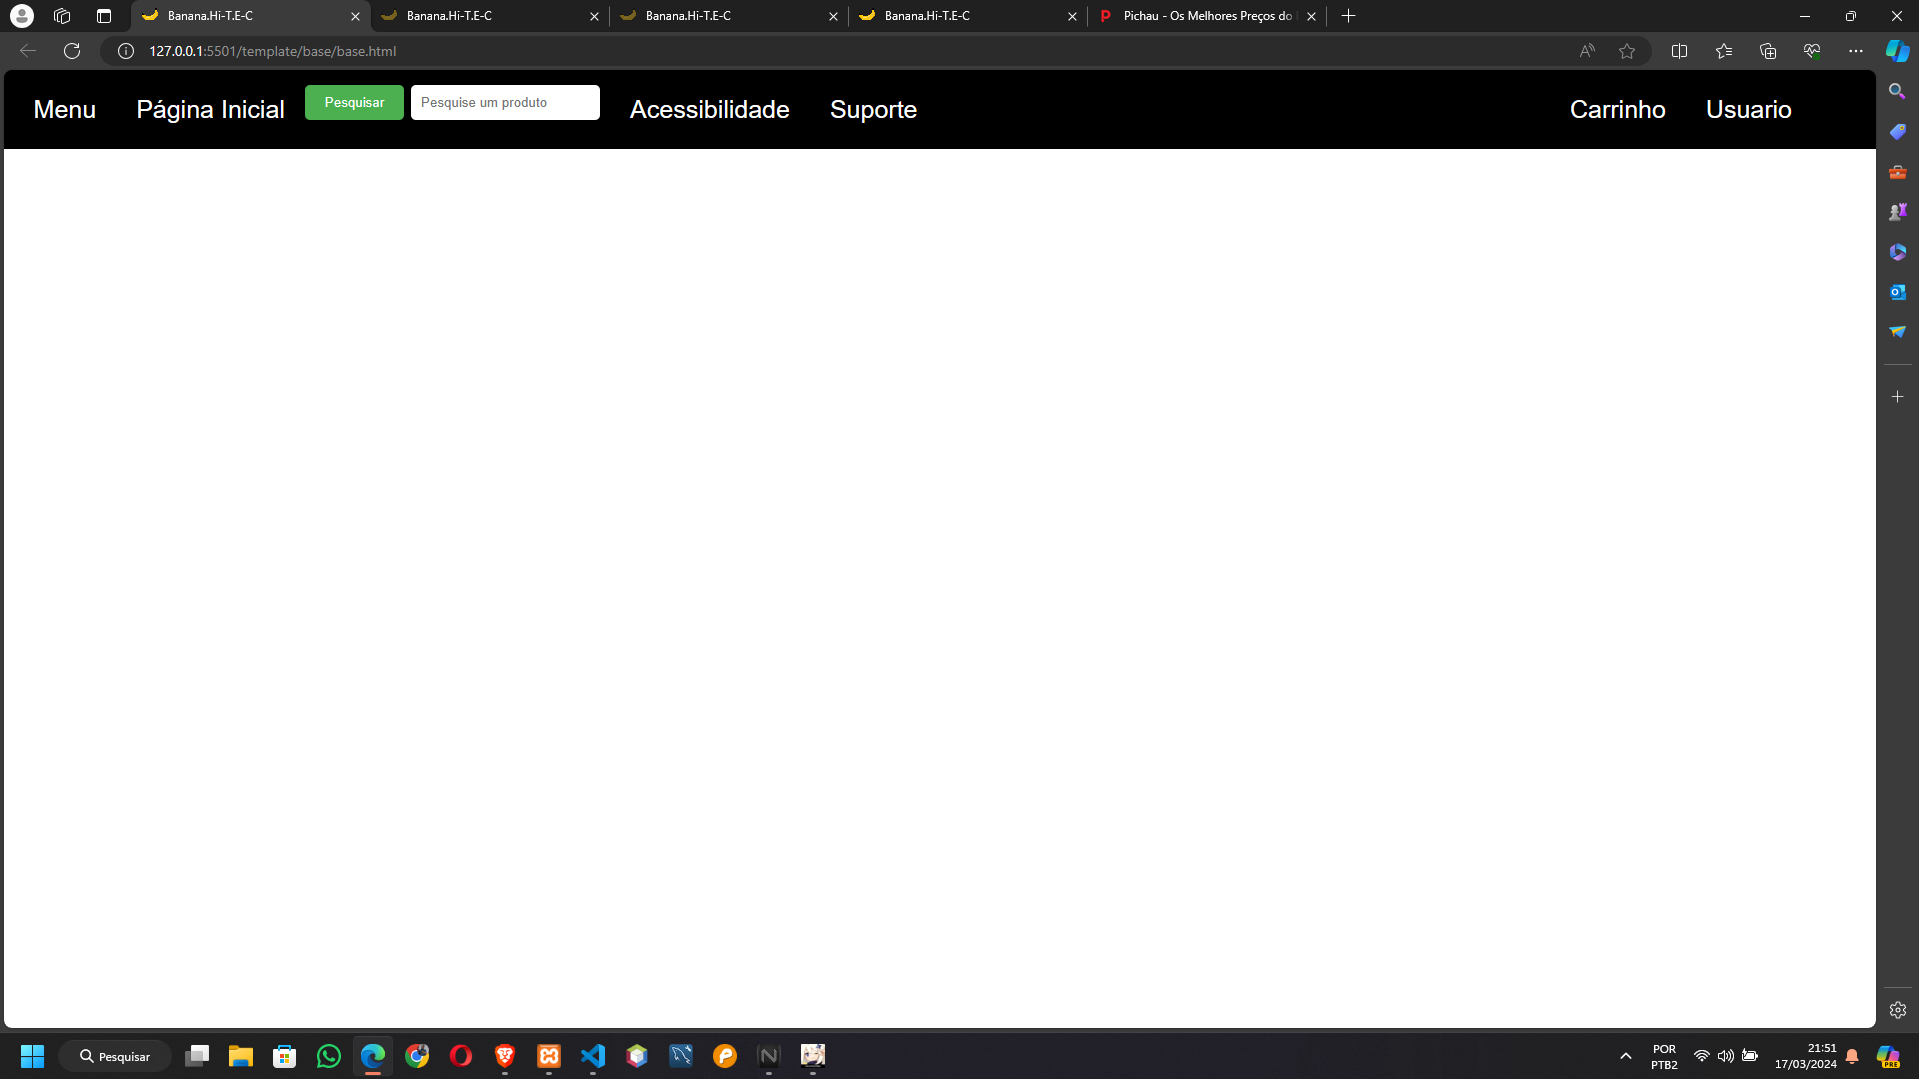 Banana.Hi-T.E-C
Banana.Hi-T.E-C
Banana.Hi-T.E-C
Banana.Hi-T.E-C
Pichau - Os Melhores Preços do
127.0.0.1:5501/template/base/base.html
Menu
Página Inicial
Pesquisar
Pesquise um produto
Acessibilidade
Suporte
Carrinho
Usuario
Pesquisar
POR
PTB2
21:51
17/03/2024
PRE